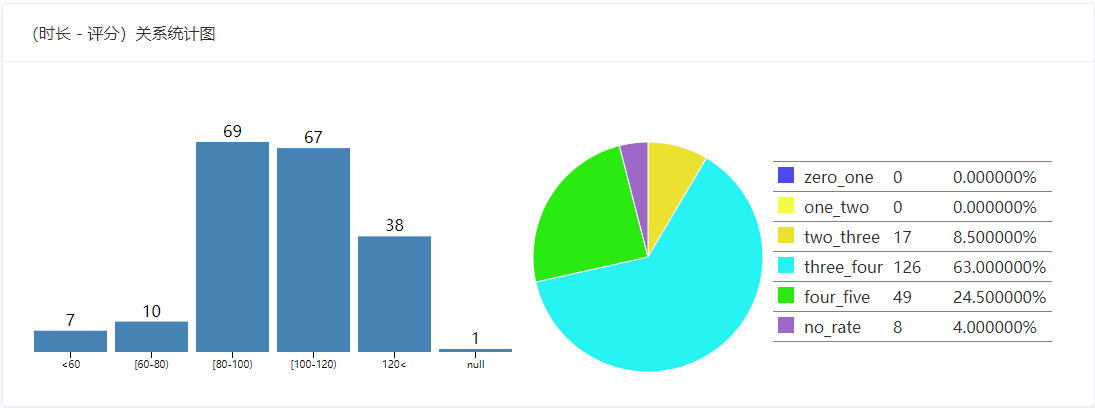 （时长 - 评分）关系统计图
7
10
69
67
38
1
<60
[60-80)
[80-100)
[100-120)
120<
null
zero_one 0 0.000000%
one_two 0 0.000000%
two_three 17 8.500000%
three_four 126 63.000000%
four_five 49 24.500000%
no_rate 8 4.000000%